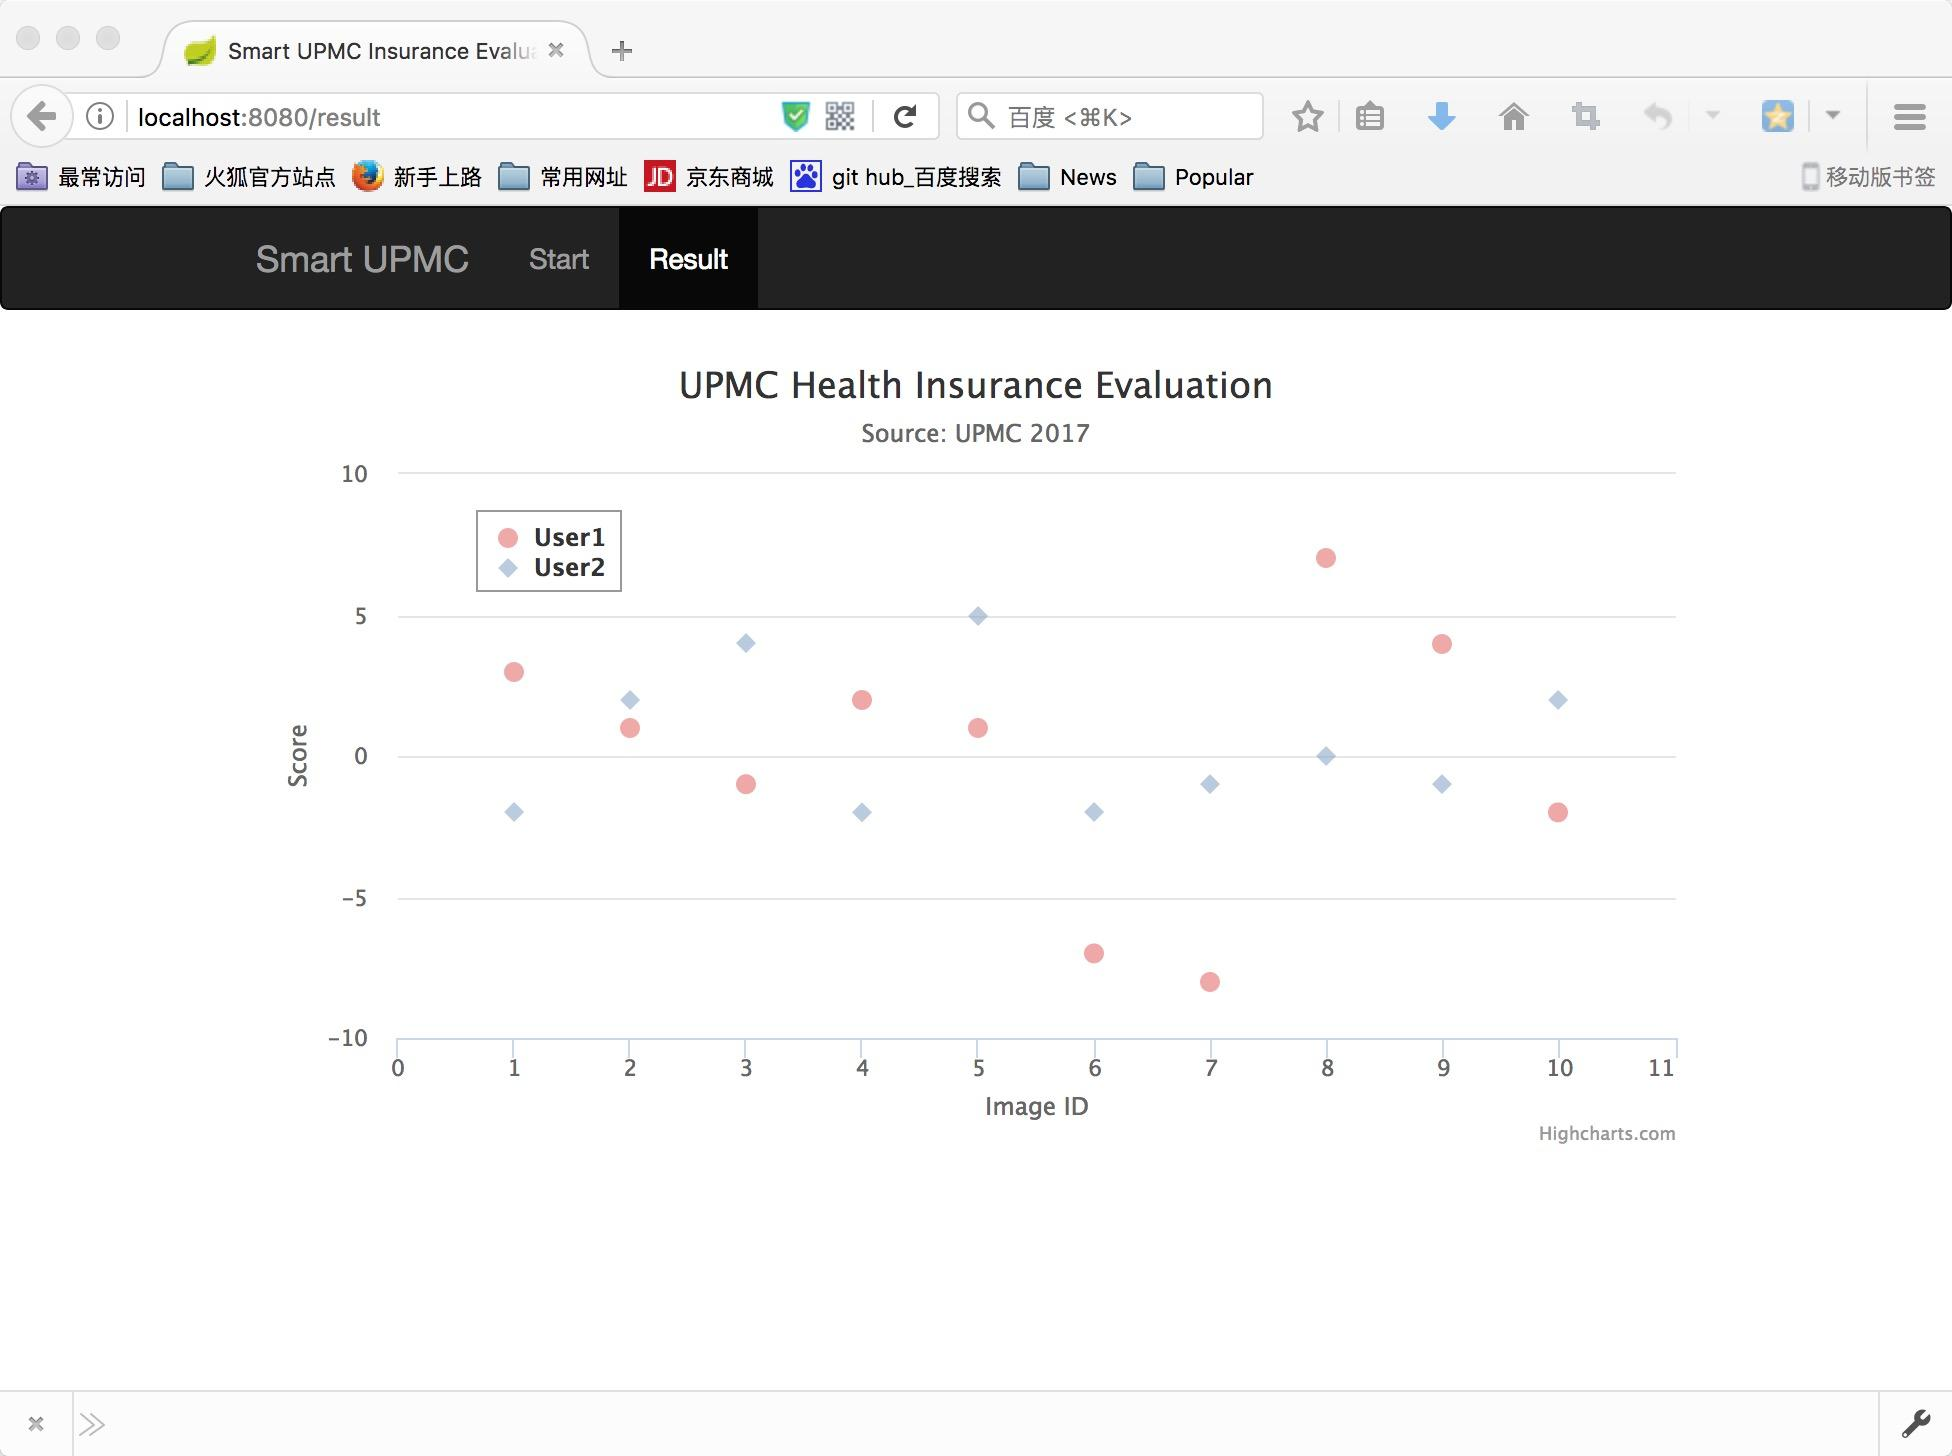 Smart UPMC Insurance Evalua
localhost:8080/result
百度 <⌘K>
最常访问 火狐官方站点 新手上路 常用网址 JD 京东商城 git hub_百度搜索 News Popular 移动版书签
Smart UPMC Start Result
UPMC Health Insurance Evaluation
Source: UPMC 2017
10
User1
User2
5
Score
0
−5
−10
0 1 2 3 4 5 6 7 8 9 10 11
Image ID
Highcharts.com